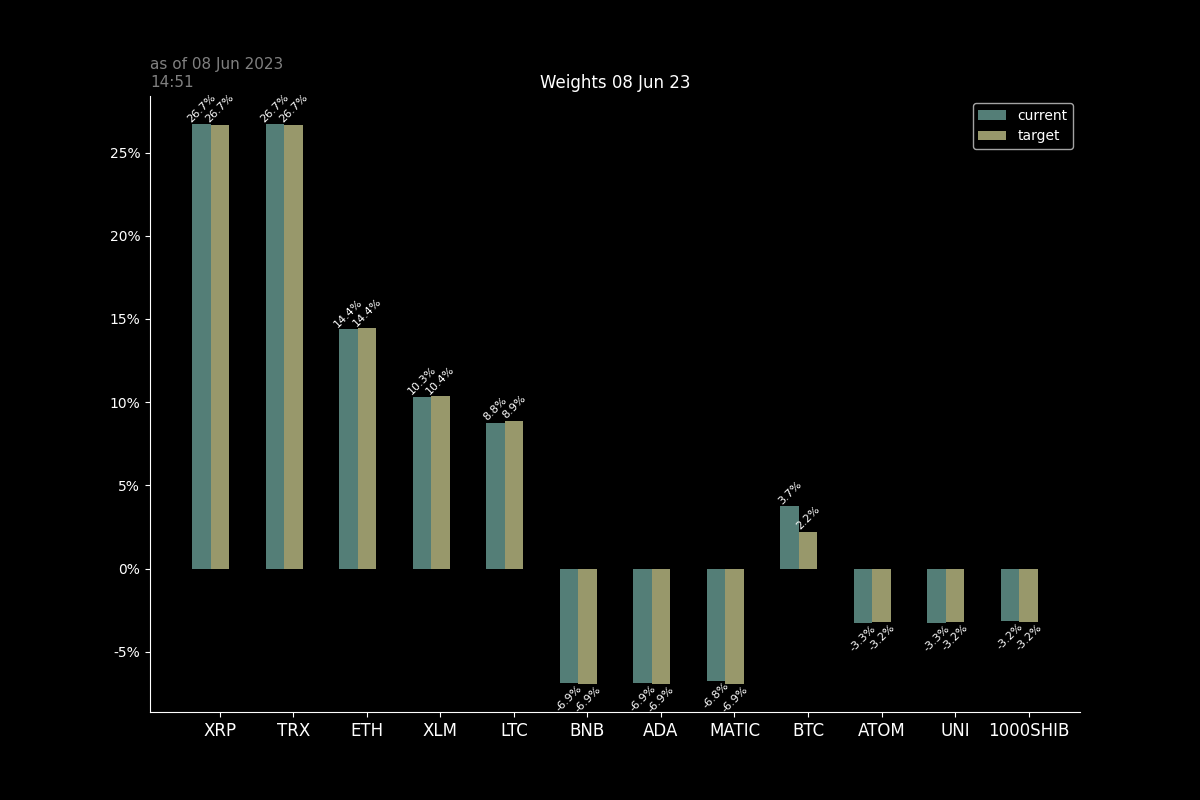 as of 08 Jun 2023
14:51
Weights 08 Jun 23
current
target
26.7% 26.7% 26.7% 26.7%
14.4% 14.4%
10.3% 10.4%
8.8% 8.9%
3.7% 2.2%
-6.9% -6.9% -6.9% -6.9% -6.8% -6.9%
-3.3% -3.2% -3.3% -3.2% -3.2% -3.2%
25%
20%
15%
10%
5%
0%
-5%
XRP TRX ETH XLM LTC BNB ADA MATIC BTC ATOM UNI 1000SHIB